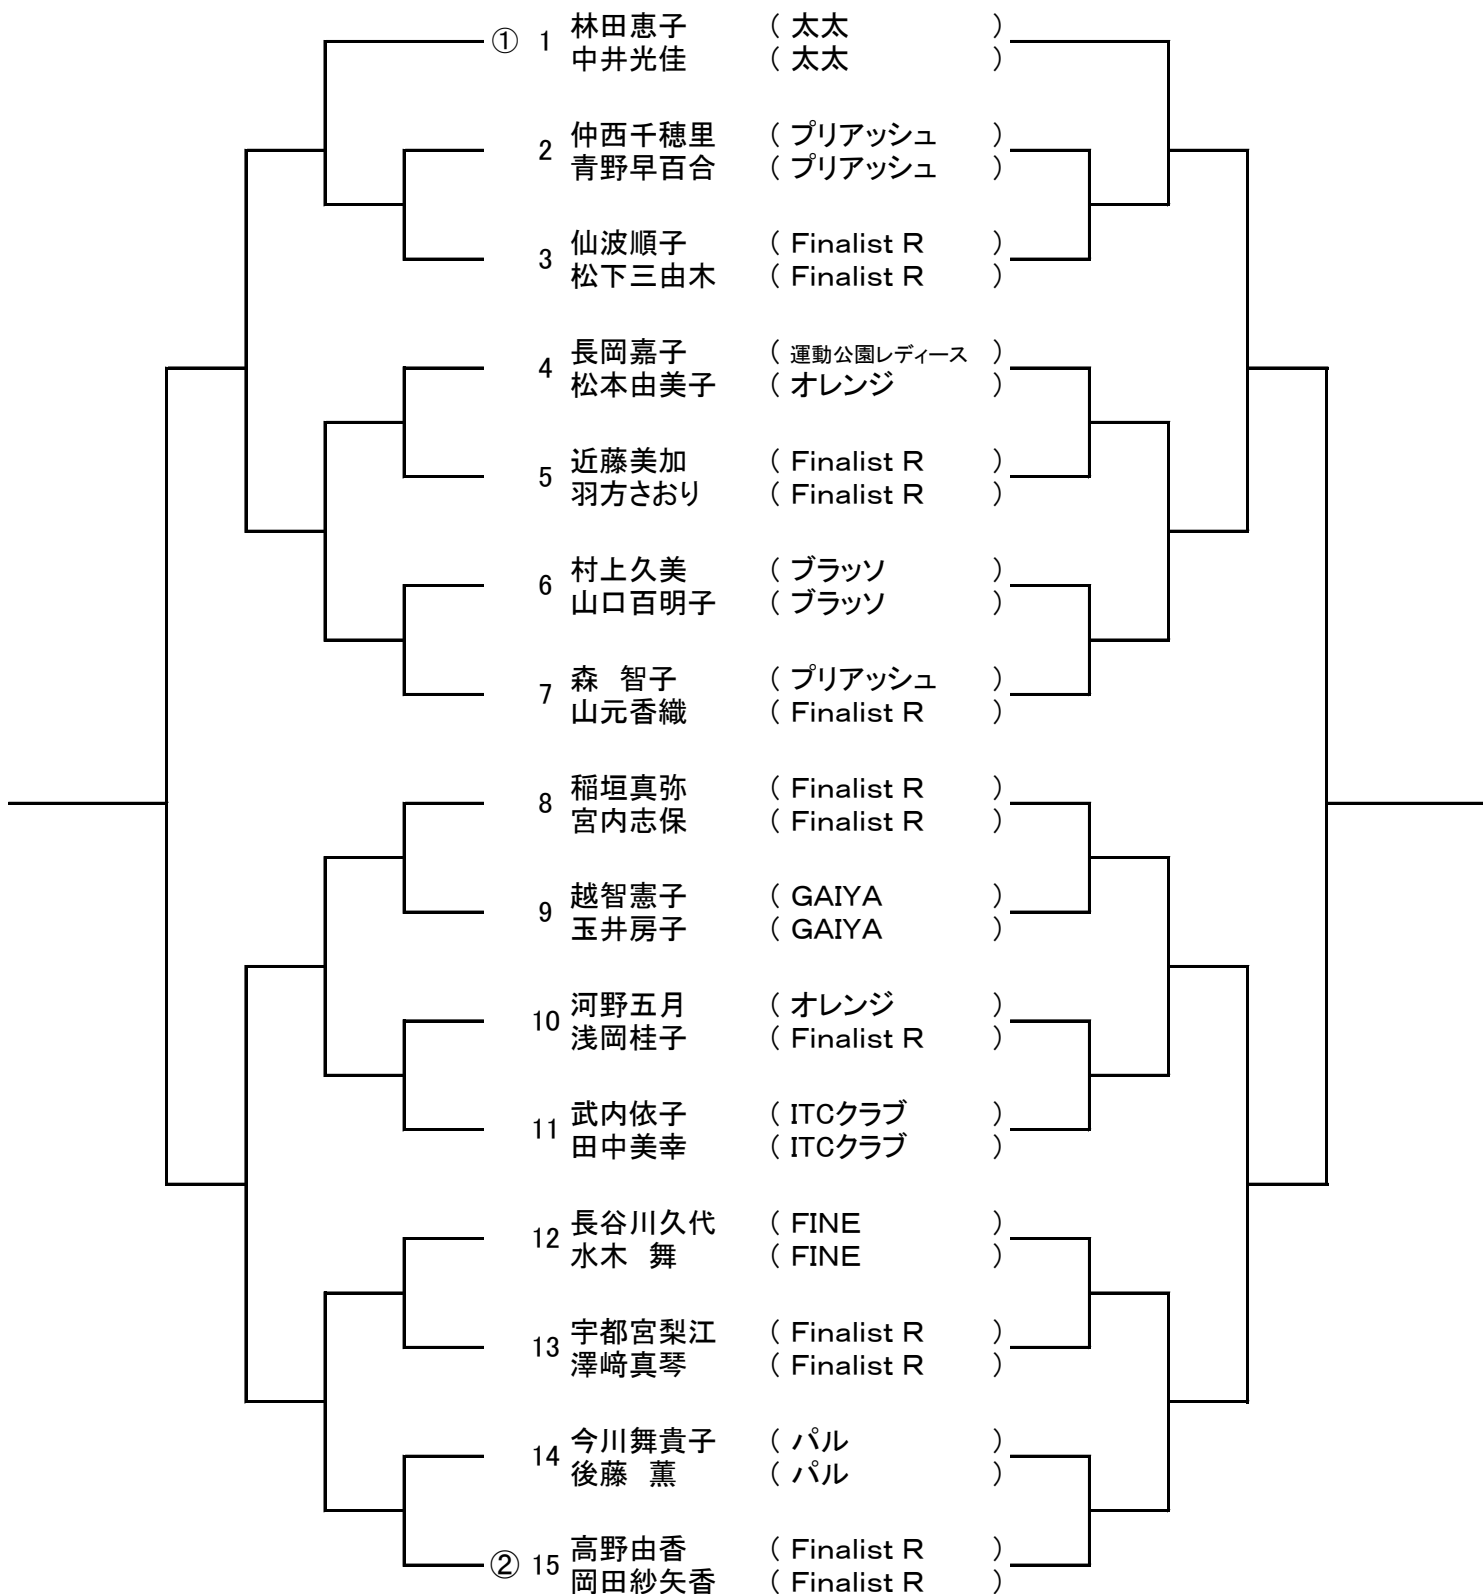 ① 1 林田恵子 ( 太太 )
中井光佳 ( 太太 )
2 仲西千穂里 ( プリアッシュ )
青野早百合 ( プリアッシュ )
3 仙波順子 ( Finalist R )
松下三由木 ( Finalist R )
4 長岡嘉子 ( 運動公園レディース )
松本由美子 ( オレンジ )
5 近藤美加 ( Finalist R )
羽方さおり ( Finalist R )
6 村上久美 ( ブラッソ )
山口百明子 ( ブラッソ )
7 森　智子 ( プリアッシュ )
山元香織 ( Finalist R )
8 稲垣真弥 ( Finalist R )
宮内志保 ( Finalist R )
9 越智憲子 ( GAIYA )
玉井房子 ( GAIYA )
10 河野五月 ( オレンジ )
浅岡桂子 ( Finalist R )
11 武内依子 ( ITCクラブ )
田中美幸 ( ITCクラブ )
12 長谷川久代 ( FINE )
水木　舞 ( FINE )
13 宇都宮梨江 ( Finalist R )
澤﨑真琴 ( Finalist R )
14 今川舞貴子 ( パル )
後藤　薫 ( パル )
② 15 高野由香 ( Finalist R )
岡田紗矢香 ( Finalist R )